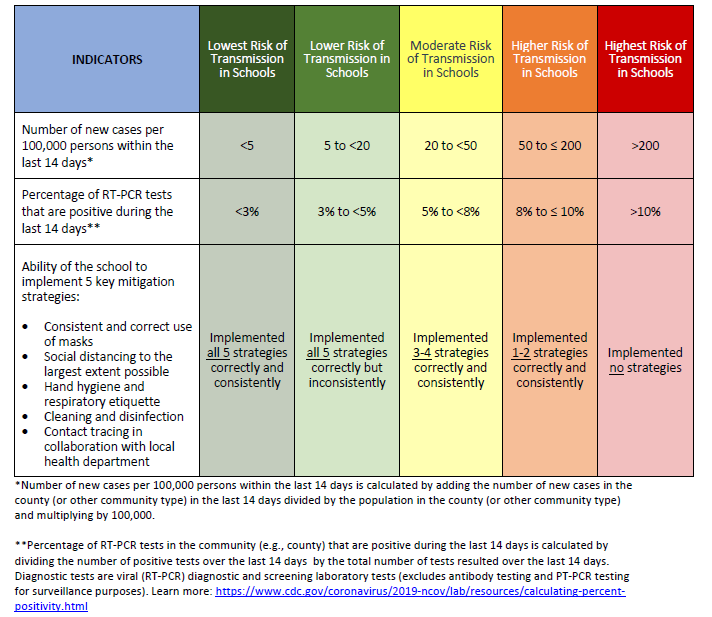 INDICATORS
Lowest Risk of
Transmission
in Schools
Lower Risk of
Transmission in
Schools
Moderate Risk
of Transmission
in Schools
Higher Risk of
Transmission
in Schools
Highest Risk of
Transmission
in Schools
Number of new cases per
100,000 persons within the
last 14 days*
<5
5 to <20
20 to <50
50 to ≤ 200
>200
Percentage of RT-PCR tests
that are positive during the
last 14 days**
<3%
3% to <5%
5% to <8%
8% to ≤ 10%
>10%
Ability of the school to
implement 5 key mitigation
strategies:
• Consistent and correct use
of masks
• Social distancing to the
largest extent possible
• Hand hygiene and
respiratory etiquette
• Cleaning and disinfection
• Contact tracing in
collaboration with local
health department
Implemented
all 5 strategies
correctly and
consistently
Implemented
all 5 strategies
correctly but
inconsistently
Implemented
3-4 strategies
correctly and
consistently
Implemented
1-2 strategies
correctly and
consistently
Implemented
no strategies
*Number of new cases per 100,000 persons within the last 14 days is calculated by adding the number of new cases in the
county (or other community type) in the last 14 days divided by the population in the county (or other community type)
and multiplying by 100,000.
**Percentage of RT-PCR tests in the community (e.g., county) that are positive during the last 14 days is calculated by
dividing the number of positive tests over the last 14 days by the total number of tests resulted over the last 14 days.
Diagnostic tests are viral (RT-PCR) diagnostic and screening laboratory tests (excludes antibody testing and PT-PCR testing
for surveillance purposes). Learn more: https://www.cdc.gov/coronavirus/2019-ncov/lab/resources/calculating-percent-
positivity.html